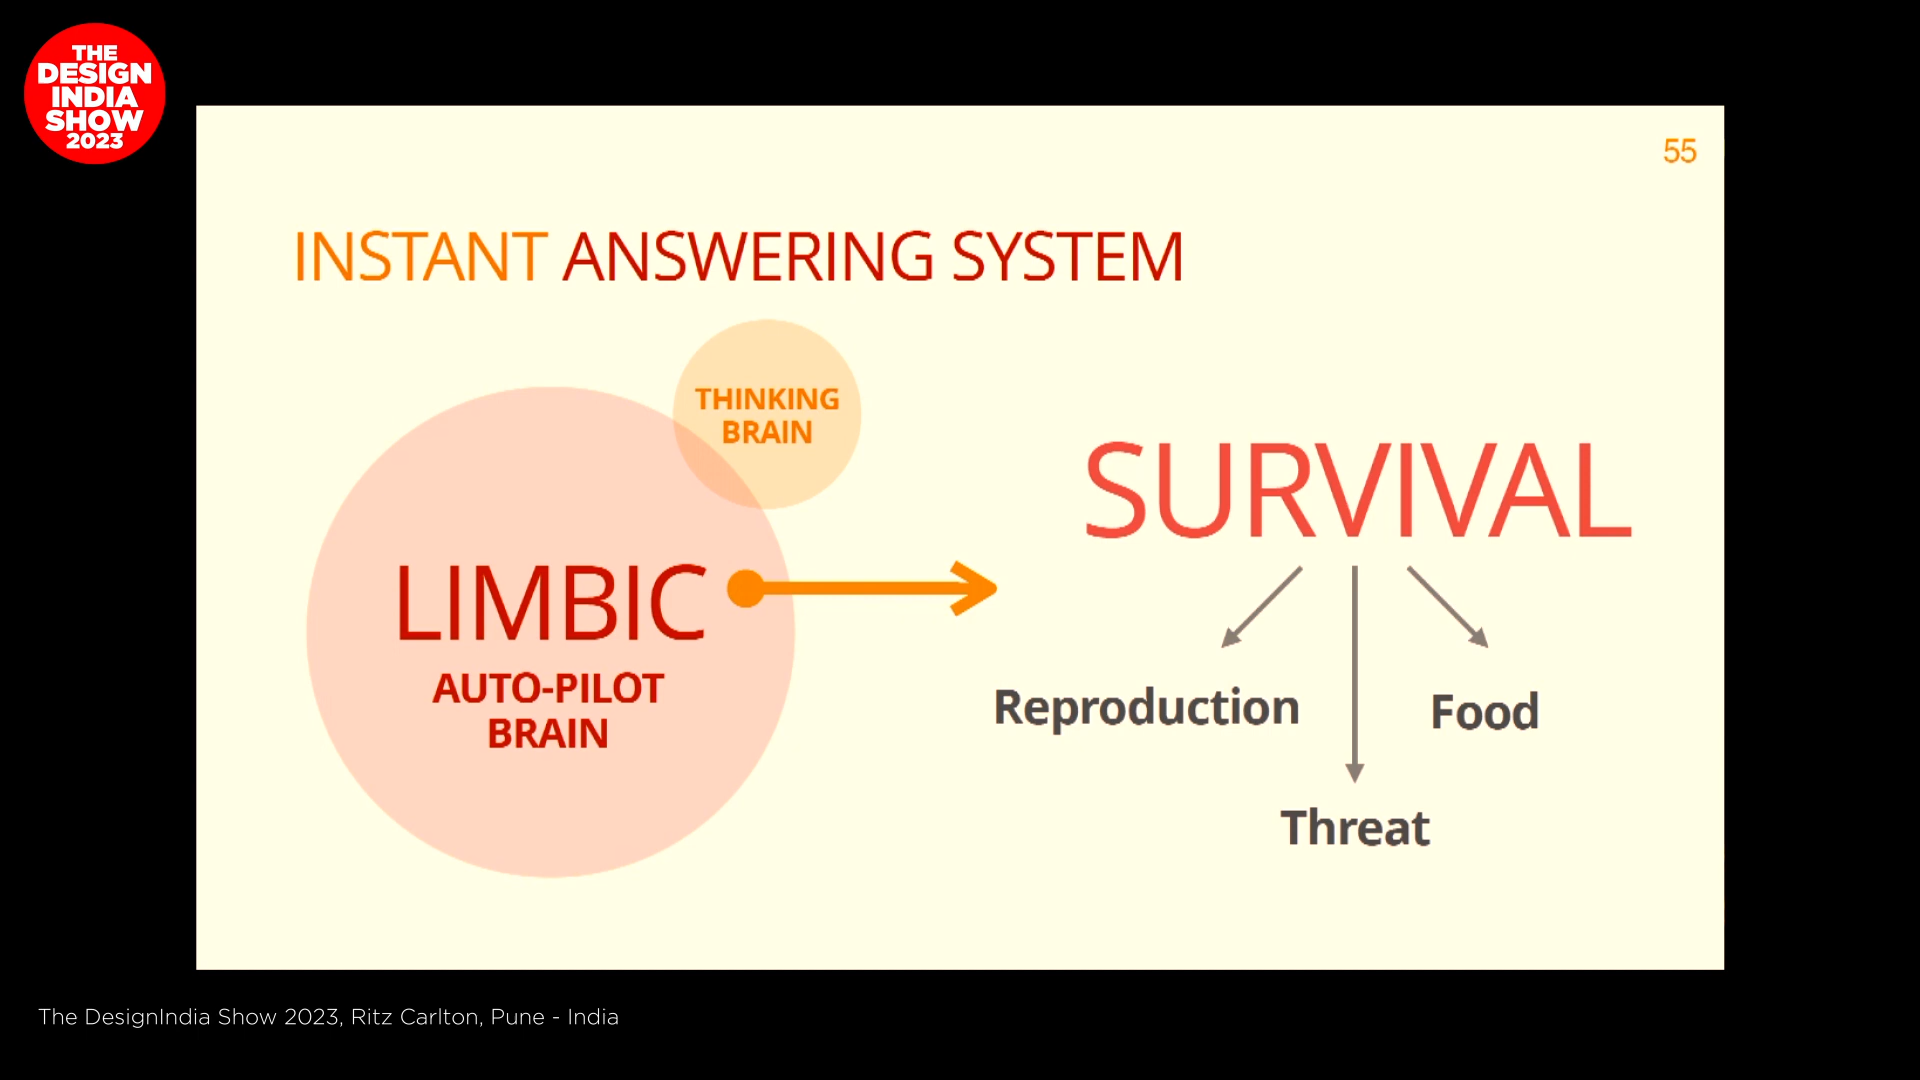 THE
DESIGN
INDIA
SHOW
2023
55
INSTANT ANSWERING SYSTEM
THINKING
BRAIN
LIMBIC
AUTO-PILOT
BRAIN
SURVIVAL
Reproduction
Food
Threat
The DesignIndia Show 2023, Ritz Carlton, Pune - India